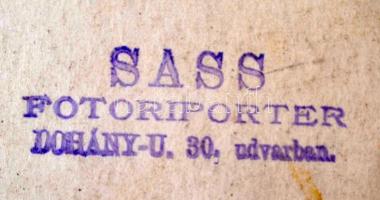 SASS
FOTORIPORTER
DOHÁNY-U. 30, udvarban.